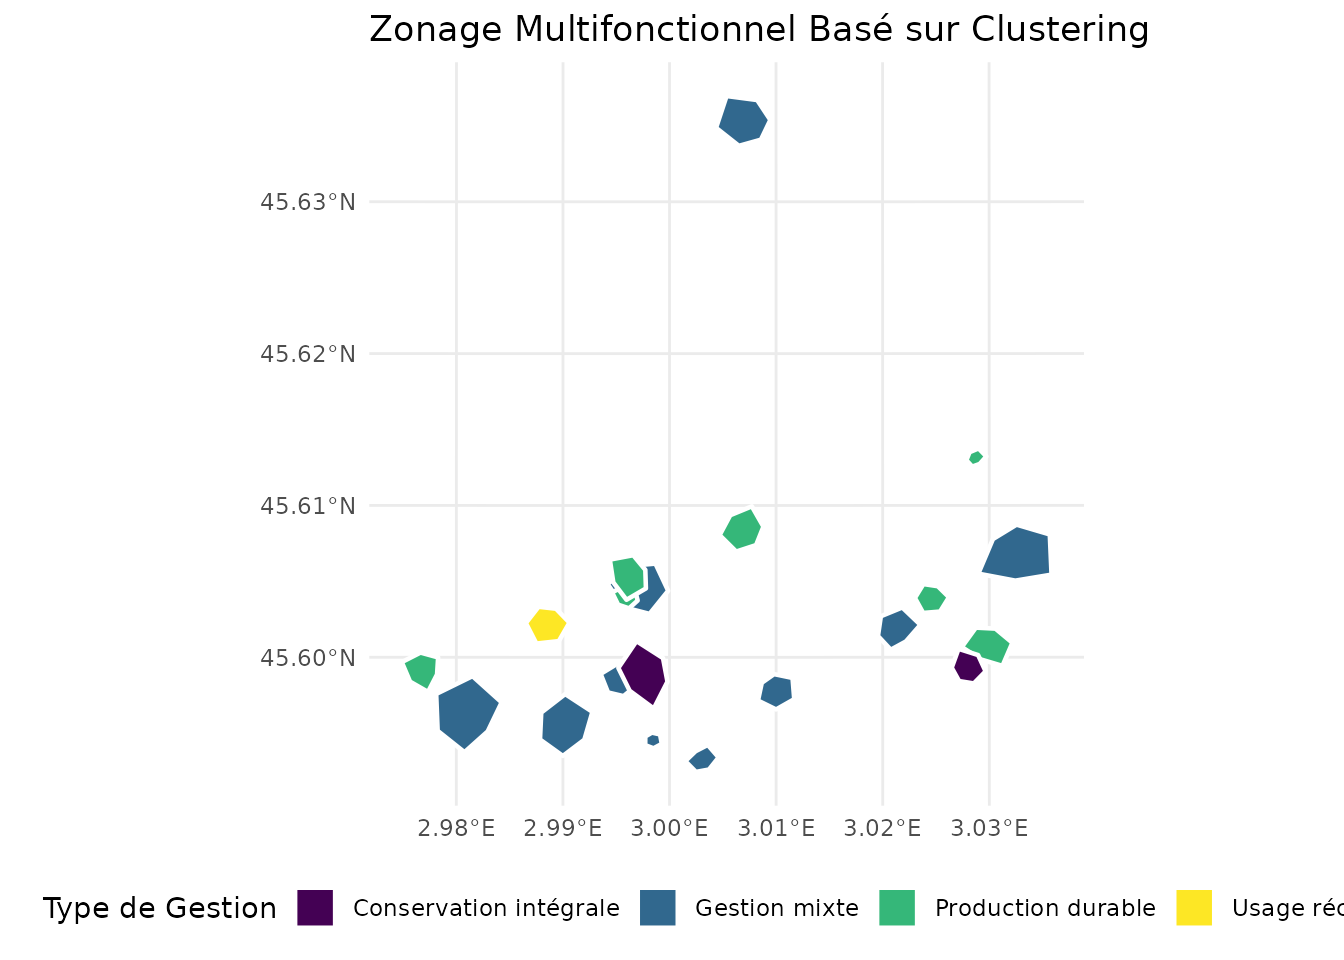 Zonage Multifonctionnel Basé sur Clustering
45.63°N
45.62°N
45.61°N
45.60°N
2.98°E 2.99°E 3.00°E 3.01°E 3.02°E 3.03°E
Type de Gestion Conservation intégrale Gestion mixte Production durable Usage